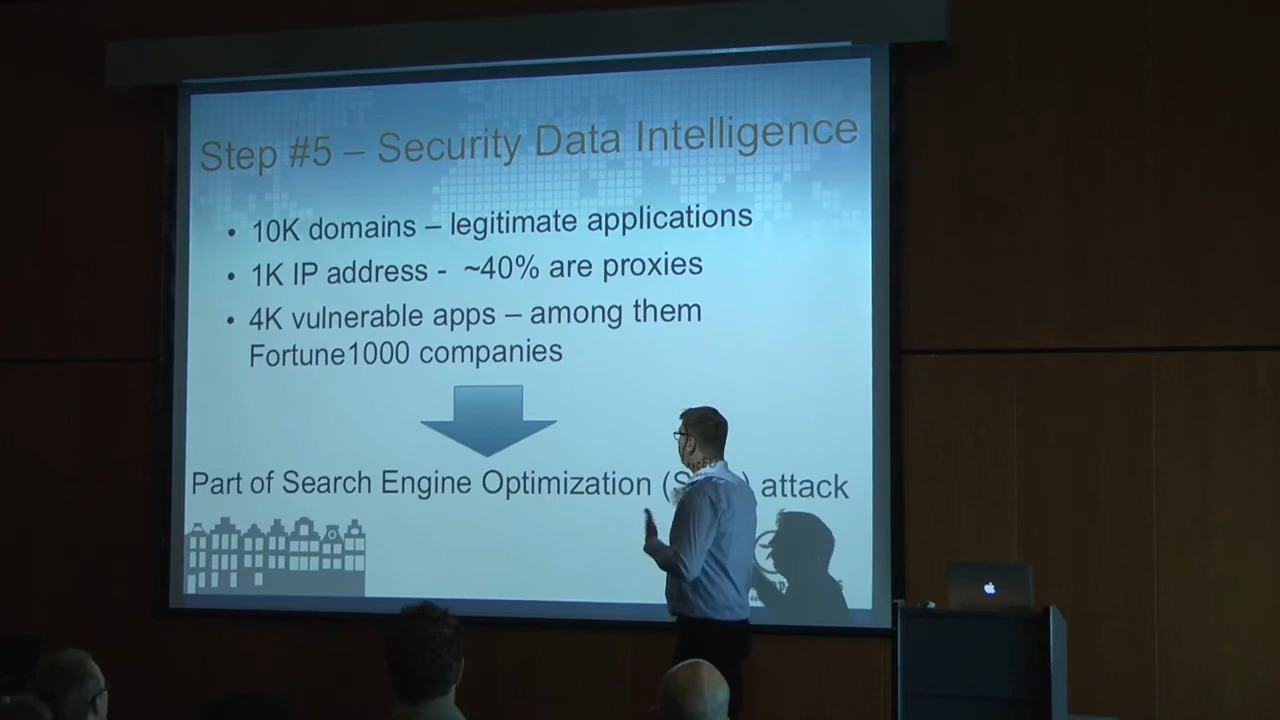 Step #5 – Security Data Intelligence
• 10K domains – legitimate applications
• 1K IP address - ~40% are proxies
• 4K vulnerable apps – among them
Fortune1000 companies
Part of Search Engine Optimization ( ) attack